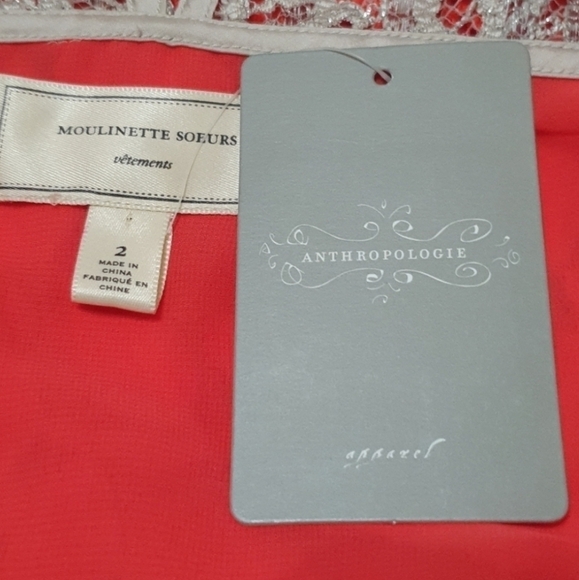 MOULINETTE SOEURS
vêtements
2
MADE IN
CHINA
FABRIQUÉ EN
CHINE
ANTHROPOLOGIE
apparel